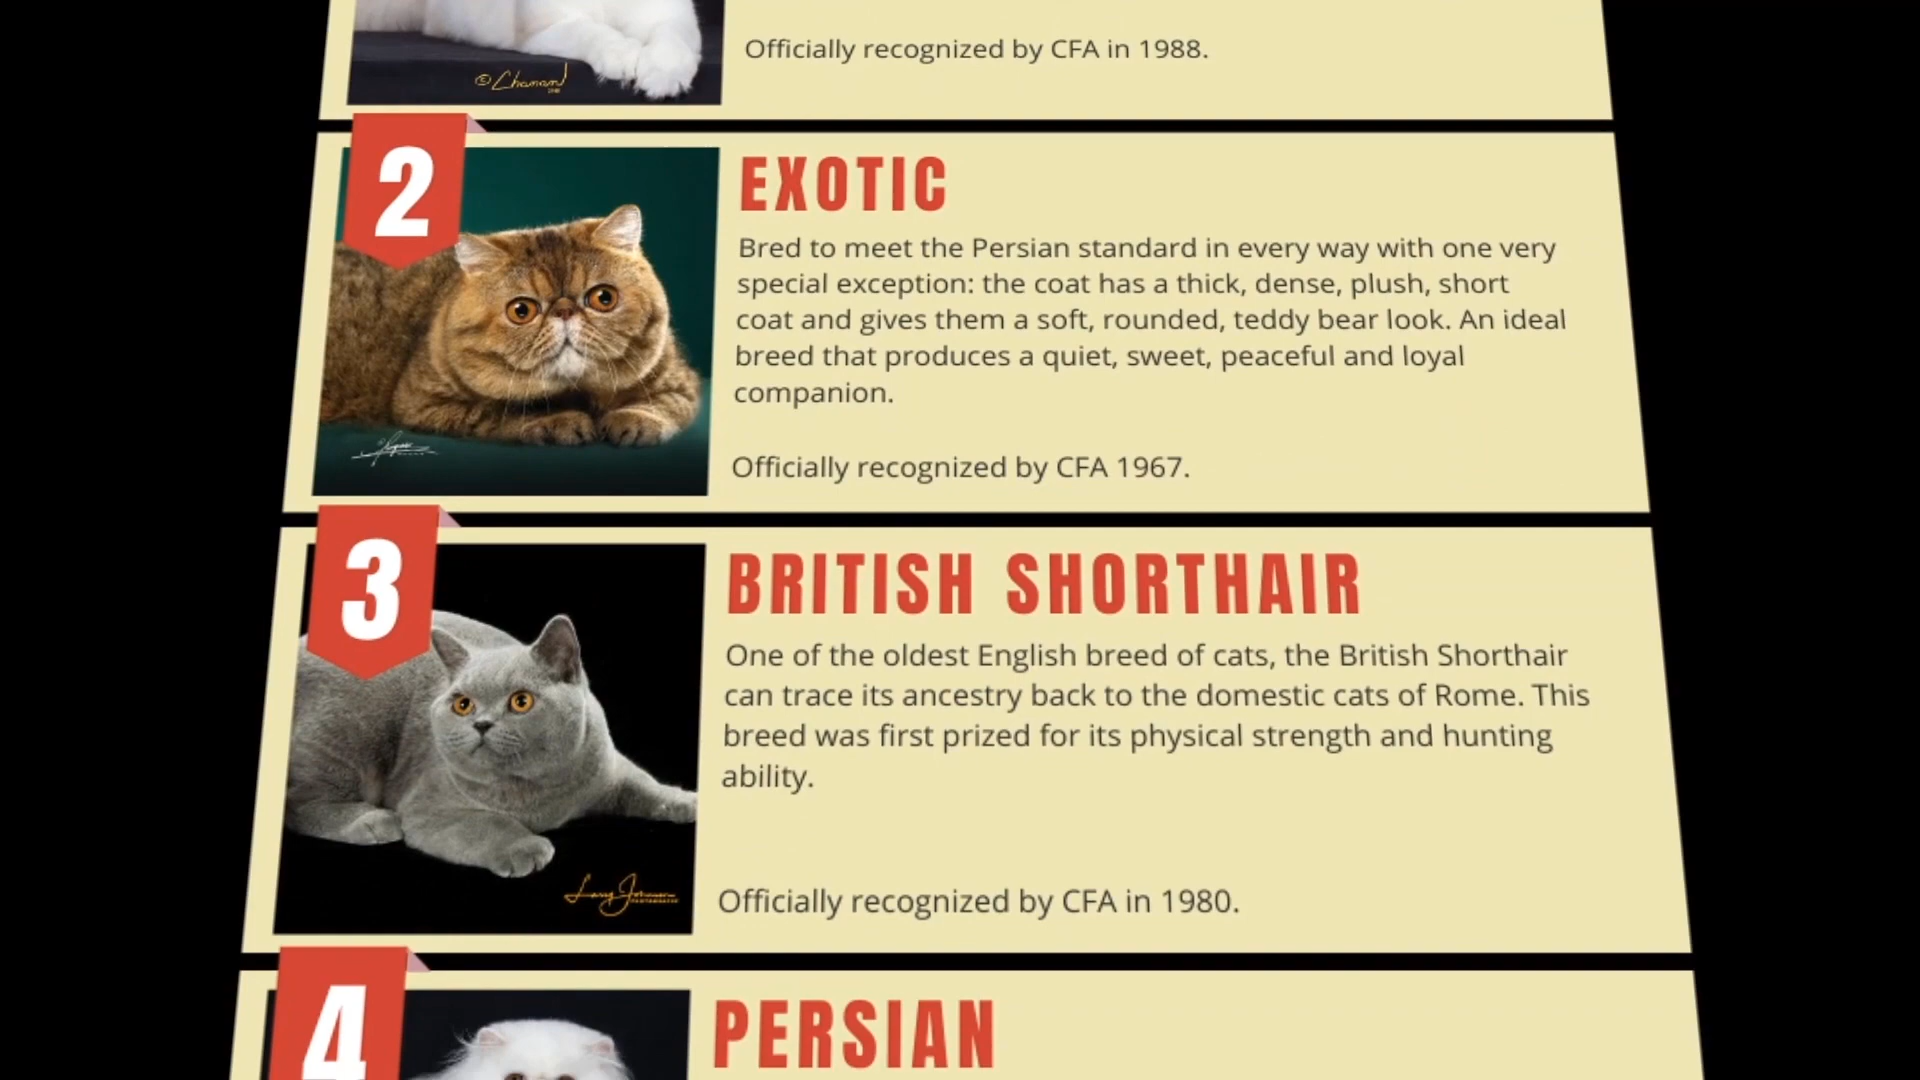 Officially recognized by CFA in 1988.
2
EXOTIC
Bred to meet the Persian standard in every way with one very
special exception: the coat has a thick, dense, plush, short
coat and gives them a soft, rounded, teddy bear look. An ideal
breed that produces a quiet, sweet, peaceful and loyal
companion.
Officially recognized by CFA 1967.
3
BRITISH SHORTHAIR
One of the oldest English breed of cats, the British Shorthair
can trace its ancestry back to the domestic cats of Rome. This
breed was first prized for its physical strength and hunting
ability.
Larry Johnson
Officially recognized by CFA in 1980.
4
PERSIAN